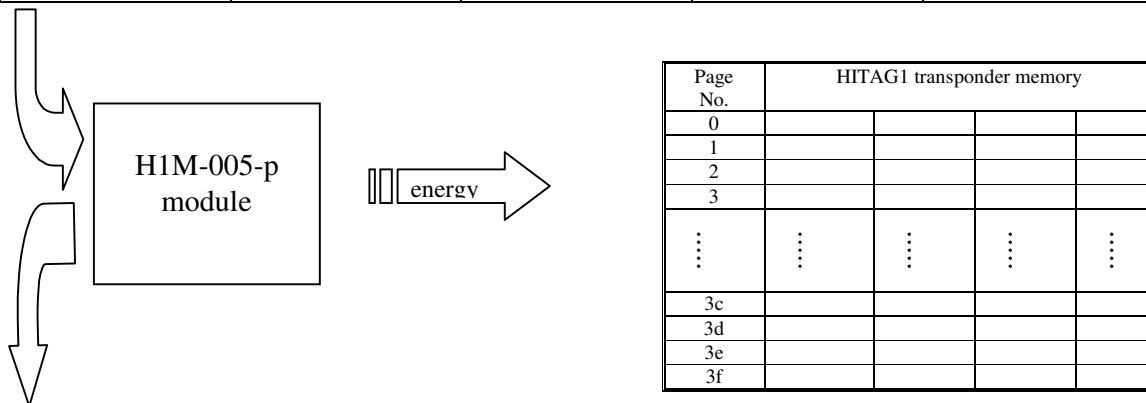 H1M-005-p
module
energy
Page
No.
HITAG1 transponder memory
0
1
2
3
3c
3d
3e
3f